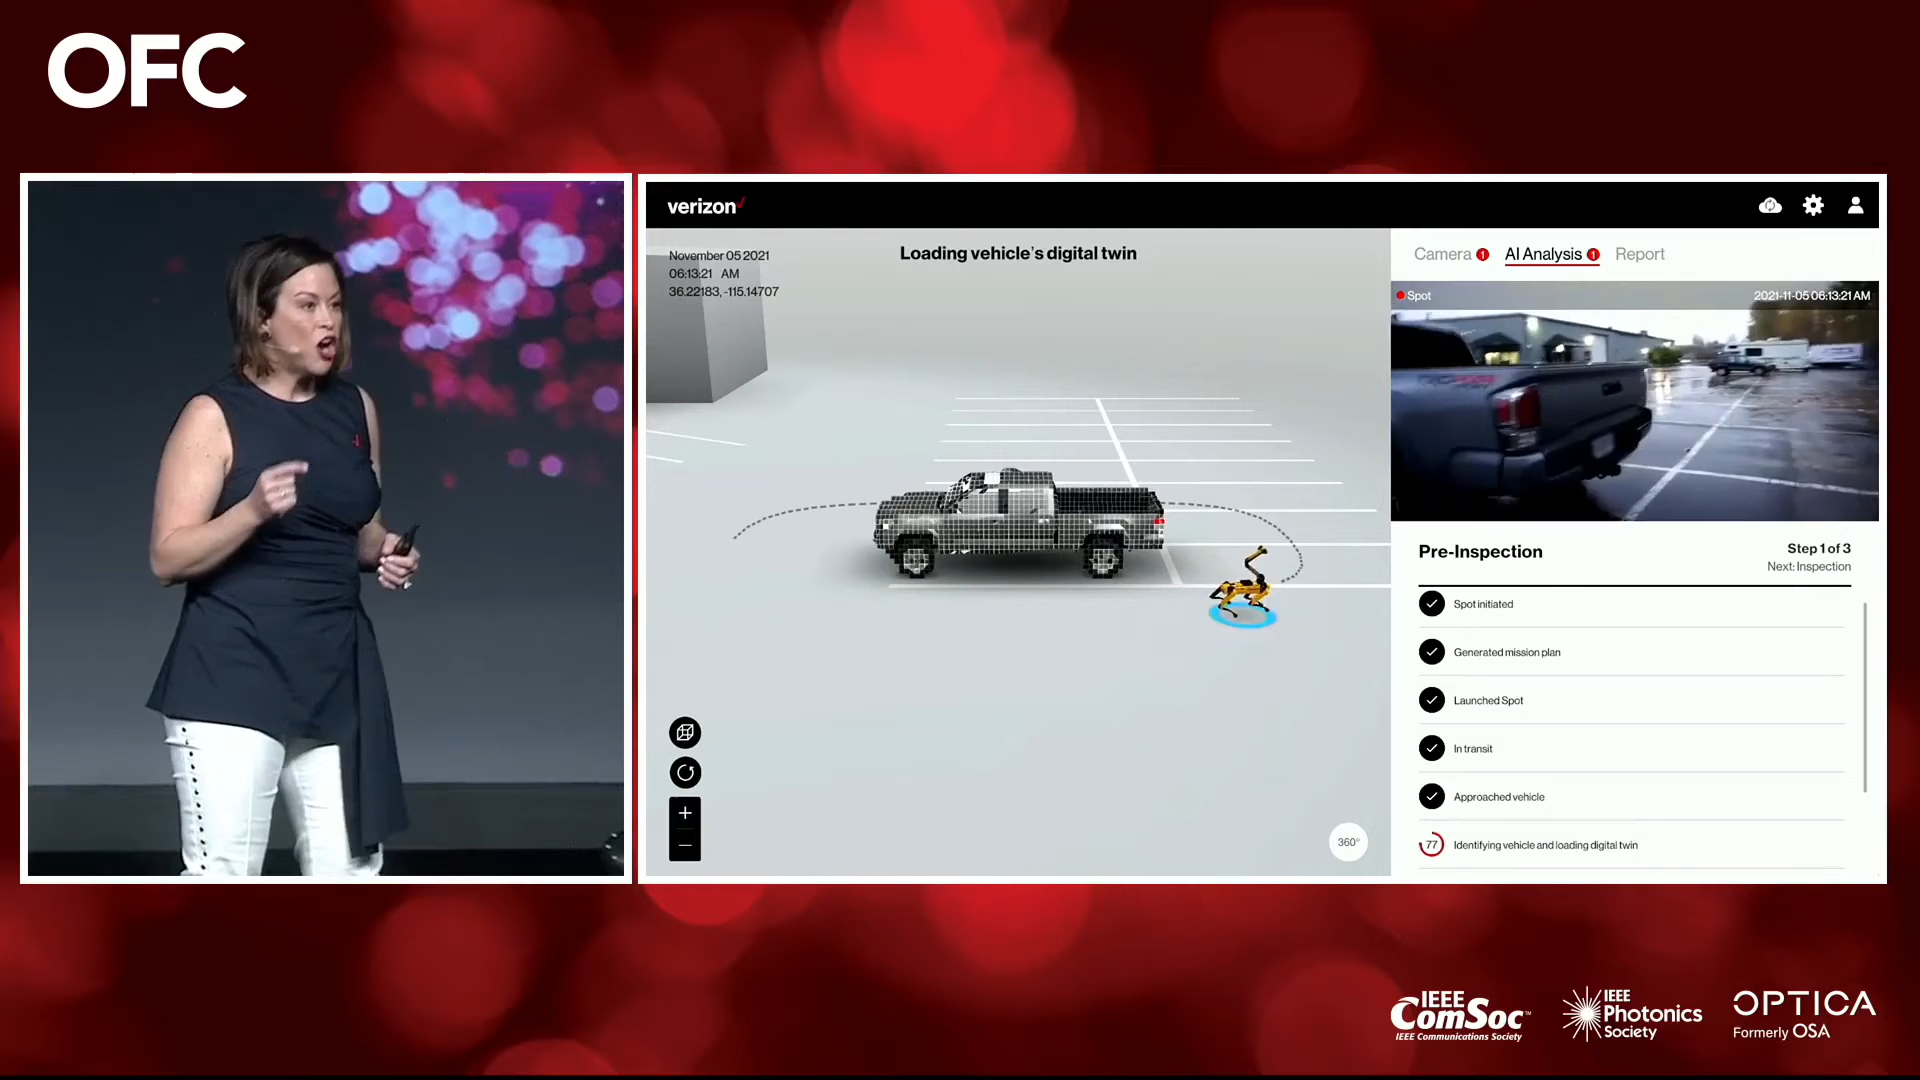 OFC
verizon
November 05 2021
06:13:21 AM
36.22183, -115.14707
Loading vehicle's digital twin
Camera 1 AI Analysis 1 Report
Spot 2021-11-05 06:13:21 AM
Pre-Inspection
Step 1 of 3
Next: Inspection
Spot initiated
Generated mission plan
Launched Spot
In transit
Approached vehicle
77 Identifying vehicle and loading digital twin
360°
IEEE
ComSoc™
IEEE Communications Society
IEEE
Photonics
Society
OPTICA
Formerly OSA